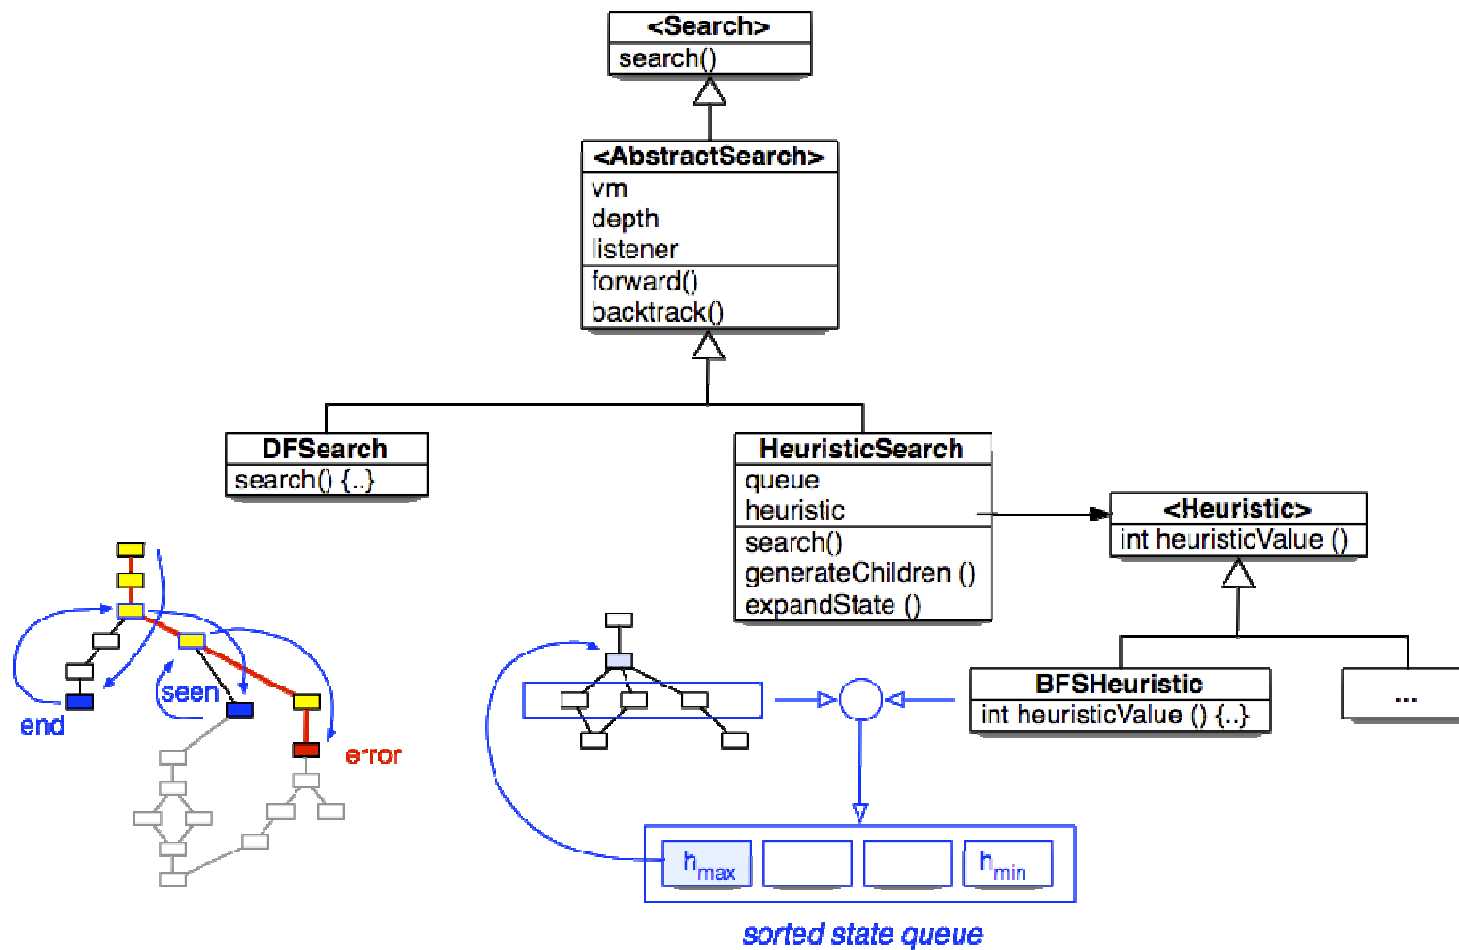 <Search>
search()
<AbstractSearch>
vm
depth
listener
forward()
backtrack()
DFSearch
search() {..}
HeuristicSearch
queue
heuristic
search()
generateChildren ()
expandState ()
<Heuristic>
int heuristicValue ()
BFSHeuristic
int heuristicValue () {..}
...
end
seen
error
hmax
hmin
sorted state queue